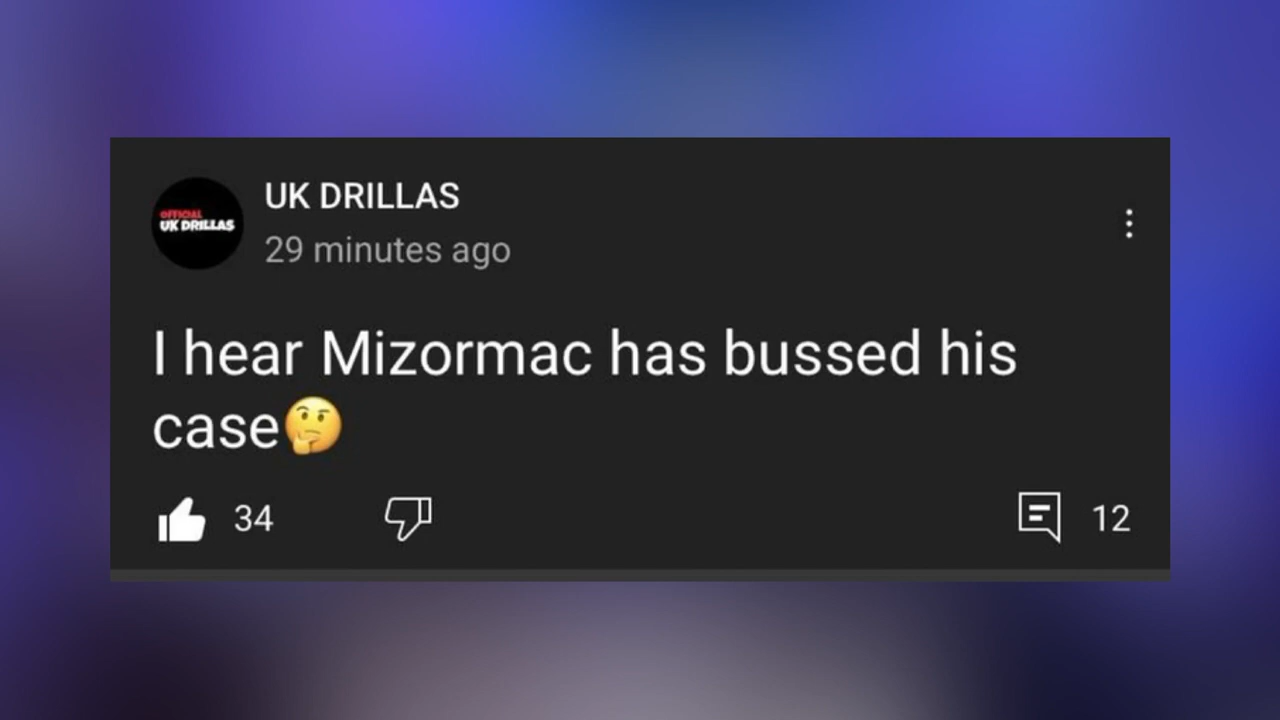 OFFICIAL
UK DRILLAS
UK DRILLAS
29 minutes ago
I hear Mizormac has bussed his
case🤔
34
12